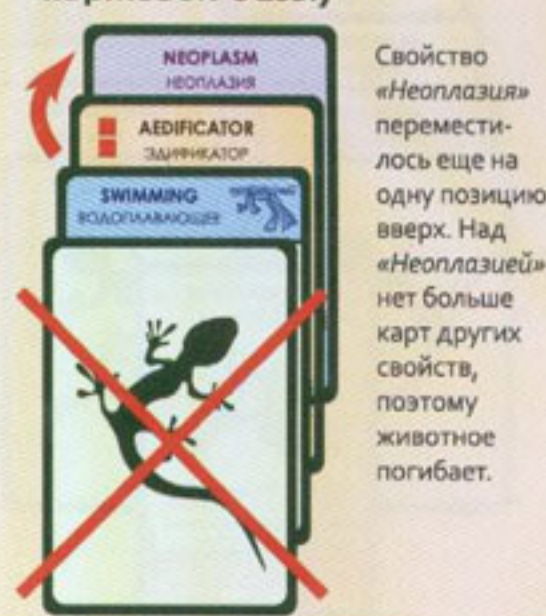 NEOPLASM
НЕОПЛАЗИЯ
AEDIFICATOR
ЭДИФИКАТОР
SWIMMING
ВОДОПЛАВАЮЩЕЕ
Свойство
«Неоплазия»
перемести-
лось еще на
одну позицию
вверх. Над
«Неоплазией»
нет больше
карт других
свойств,
поэтому
животное
погибает.